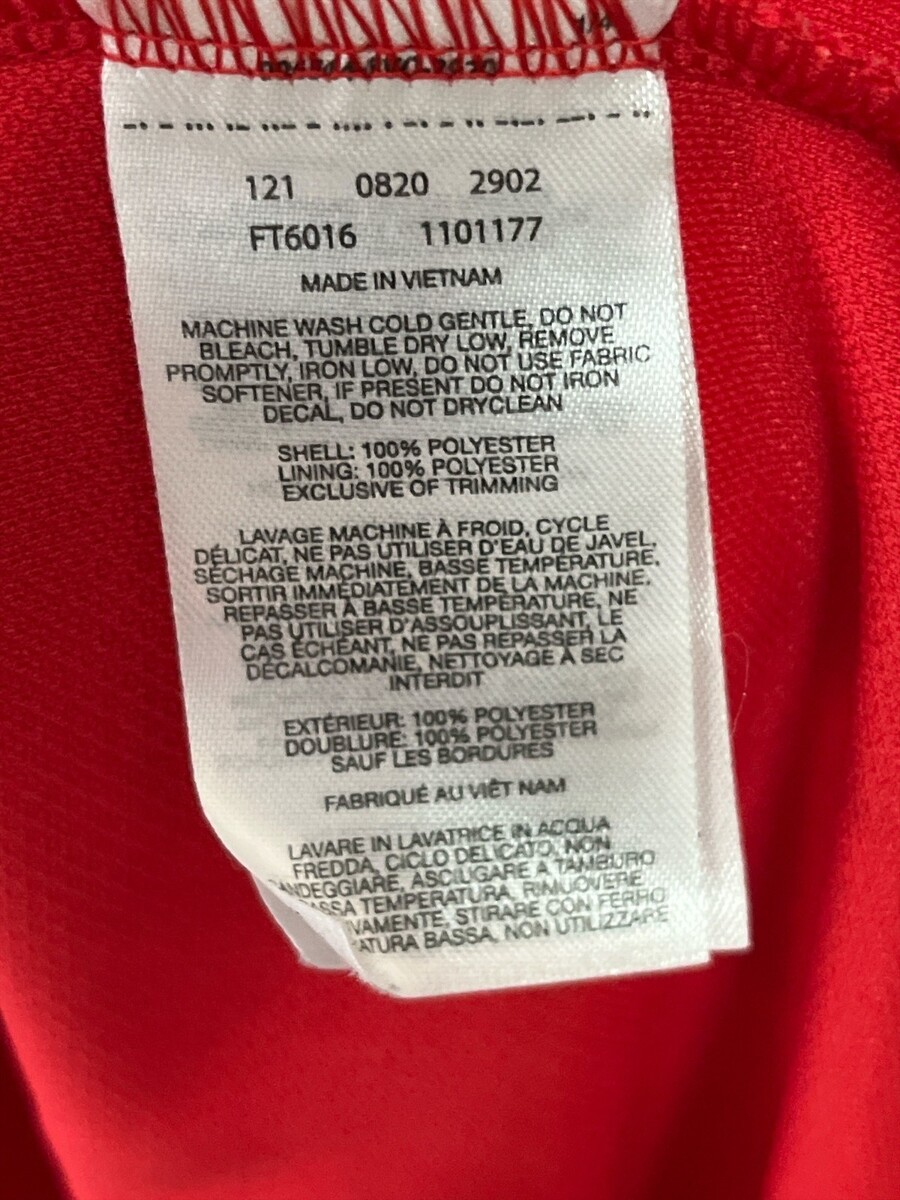 1/4
121 0820 2902
FT6016 1101177
MADE IN VIETNAM
MACHINE WASH COLD GENTLE, DO NOT
BLEACH, TUMBLE DRY LOW, REMOVE
PROMPTLY, IRON LOW, DO NOT USE FABRIC
SOFTENER, IF PRESENT DO NOT IRON
DECAL, DO NOT DRYCLEAN
SHELL: 100% POLYESTER
LINING: 100% POLYESTER
EXCLUSIVE OF TRIMMING
LAVAGE MACHINE À FROID, CYCLE
DÉLICAT, NE PAS UTILISER D'EAU DE JAVEL,
SÉCHAGE MACHINE, BASSE TEMPÉRATURE,
SORTIR IMMÉDIATEMENT DE LA MACHINE,
REPASSER À BASSE TEMPÉRATURE, NE
PAS UTILISER D'ASSOUPLISSANT, LE
CAS ÉCHÉANT, NE PAS REPASSER LA
DÉCALCOMANIE, NETTOYAGE À SEC
INTERDIT
EXTÉRIEUR: 100% POLYESTER
DOUBLURE: 100% POLYESTER
SAUF LES BORDURES
FABRIQUÉ AU VIÊT NAM
LAVARE IN LAVATRICE IN ACQUA
FREDDA, CICLO DELICATO, NON
ANDEGGIARE, ASCIUGARE A TAMBURO
ASSA TEMPERATURA, RIMUOVERE
IVAMENTE, STIRARE CON FERRO
ATURA BASSA, NON UTILIZZARE